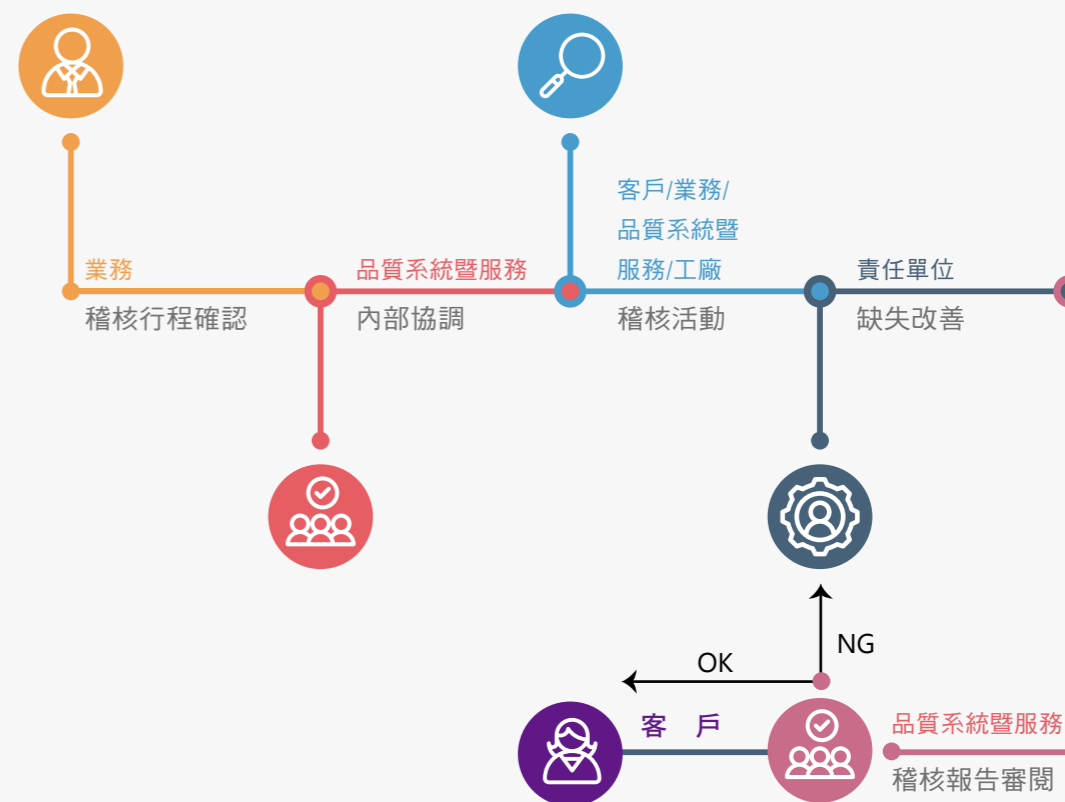 業務
稽核行程確認
品質系統暨服務
內部協調
客戶/業務/
品質系統暨
服務/工廠
稽核活動
責任單位
缺失改善
NG
OK
客 戶
品質系統暨服務
稽核報告審閱